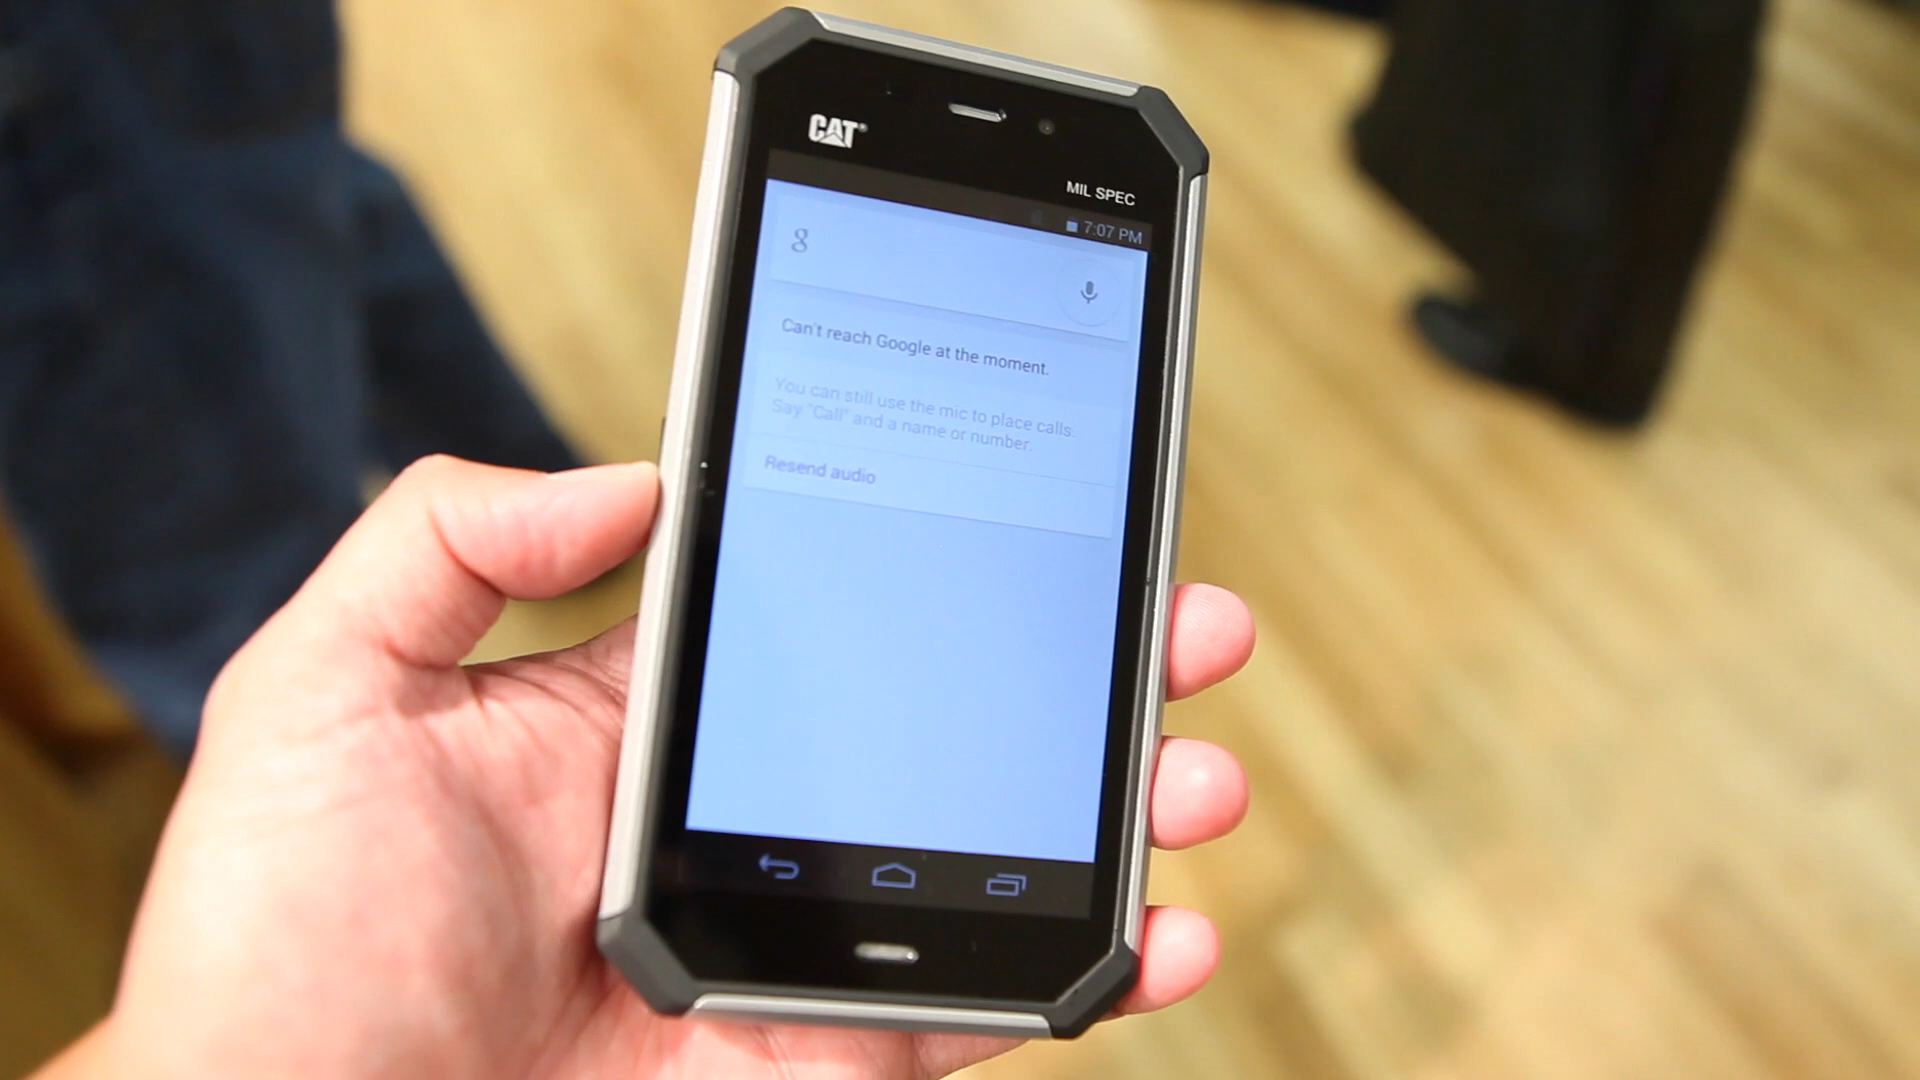 CAT®
MIL SPEC
7:07 PM
g
Can't reach Google at the moment.
You can still use the mic to place calls.
Say "Call" and a name or number.
Resend audio